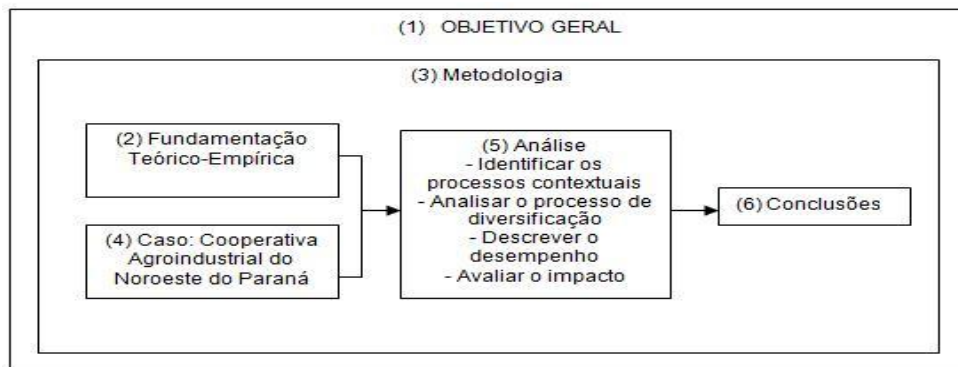 (1) OBJETIVO GERAL
(3) Metodologia
(2) Fundamentação
Teórico-Empírica
(4) Caso: Cooperativa
Agroindustrial do
Noroeste do Paraná
(5) Análise
- Identificar os
processos contextuais
- Analisar o processo de
diversificação
- Descrever o
desempenho
- Avaliar o impacto
(6) Conclusões